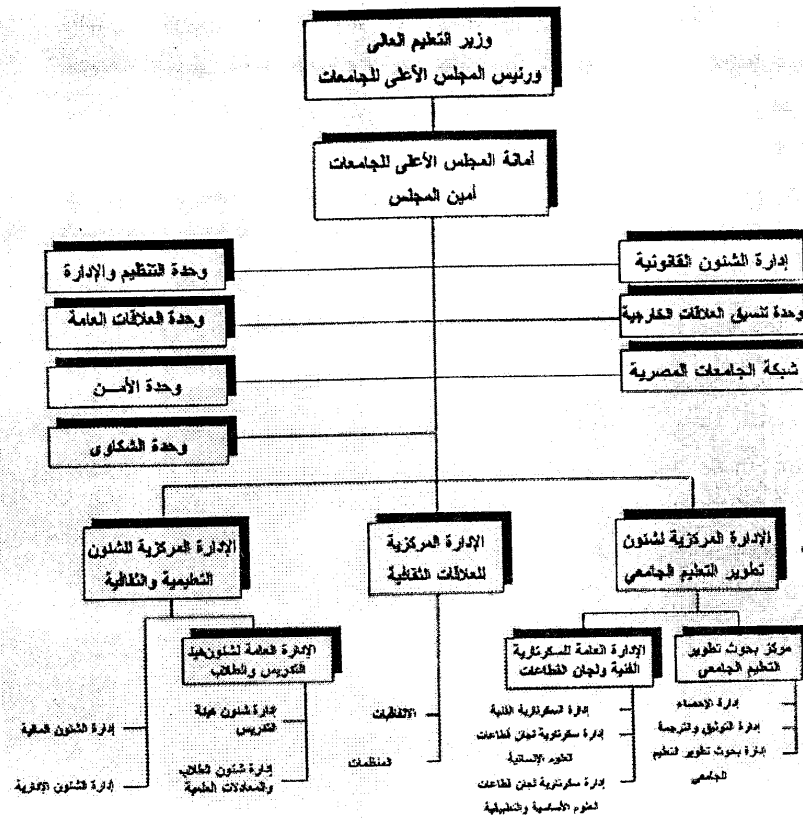 وزير التعليم العالى
ورئيس المجلس الأعلى للجامعات
أمانة المجلس الأعلى للجامعات
أمين المجلس
إدارة الشئون القانونية
وحدة التنظيم والإدارة
وحدة تنسيق العلاقات الخارجية
وحدة العلاقات العامة
شبكة الجامعات المصرية
وحدة الأمــن
وحدة الشكاوى
الإدارة المركزية لشئون
تطوير التعليم الجامعي
الإدارة المركزية
للعلاقات الثقافية
الإدارة المركزية للشئون
التعليمية والثقافية
مركز بحوث تطوير
التعليم الجامعى
الإدارة العامة للسكرتارية
الفنية ولجان القطاعات
الإدارة العامة لشئون هيئة
التدريس والطلاب
إدارة الإحصاء
إدارة التوثيق والترجمة
إدارة بحوث تطوير التعليم
الجامعي
إدارة السكرتارية الفنية
إدارة سكرتارية لجان قطاعات
العلوم الإنسانية
إدارة سكرتارية لجان قطاعات
العلوم الأساسية والتطبيقية
الاتفاقيات
المنظمات
إدارة شئون هيئة
التدريس
إدارة شئون الطلاب
والمعادلات العلمية
إدارة الشئون المالية
إدارة الشئون الإدارية